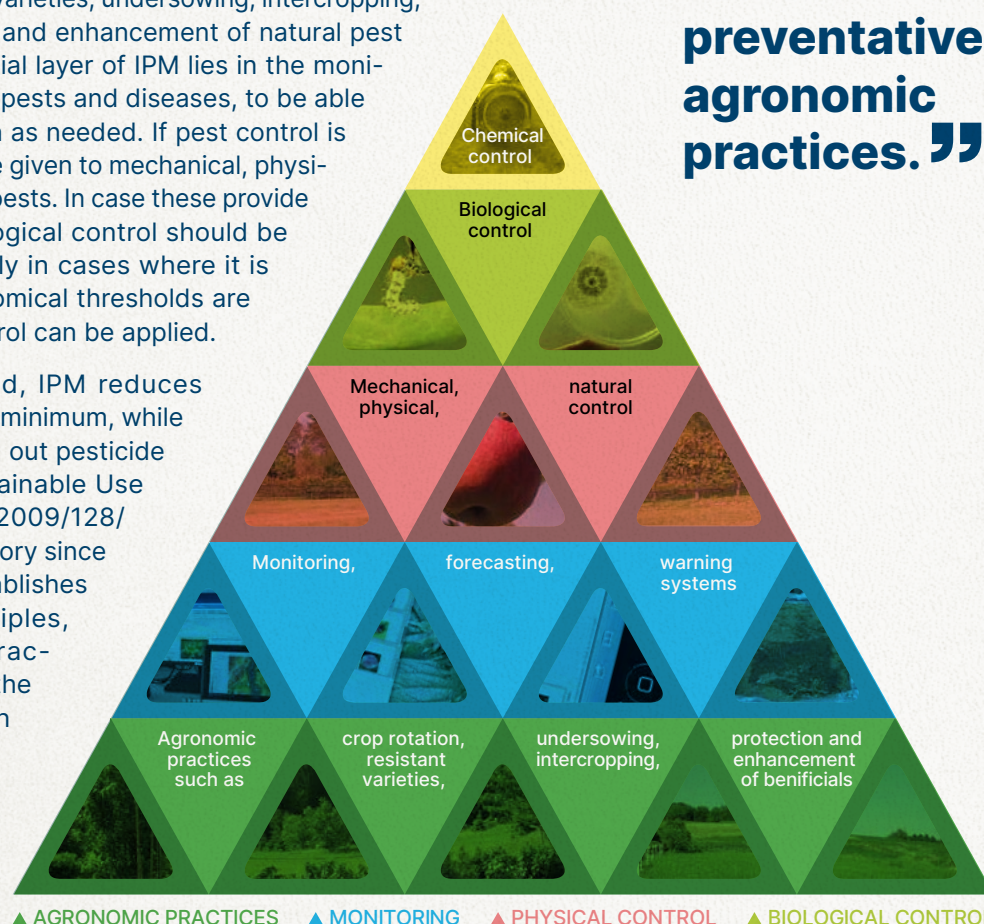 varieties, undersowing, intercropping,
and enhancement of natural pest
ial layer of IPM lies in the moni-
pests and diseases, to be able
as needed. If pest control is
given to mechanical, physi-
pests. In case these provide
ogical control should be
ly in cases where it is
omical thresholds are
rol can be applied.
d, IPM reduces
minimum, while
out pesticide
ainable Use
2009/128/
ory since
ablishes
iples,
rac-
the
n
preventative
agronomic
practices.”
Chemical
control
Biological
control
Mechanical,
physical,
natural
control
Monitoring,
forecasting,
warning
systems
Agronomic
practices
such as
crop rotation,
resistant
varieties,
undersowing,
intercropping,
protection and
enhancement
of benificials
▲ AGRONOMIC PRACTICES ▲ MONITORING ▲ PHYSICAL CONTROL ▲ BIOLOGICAL CONTRO